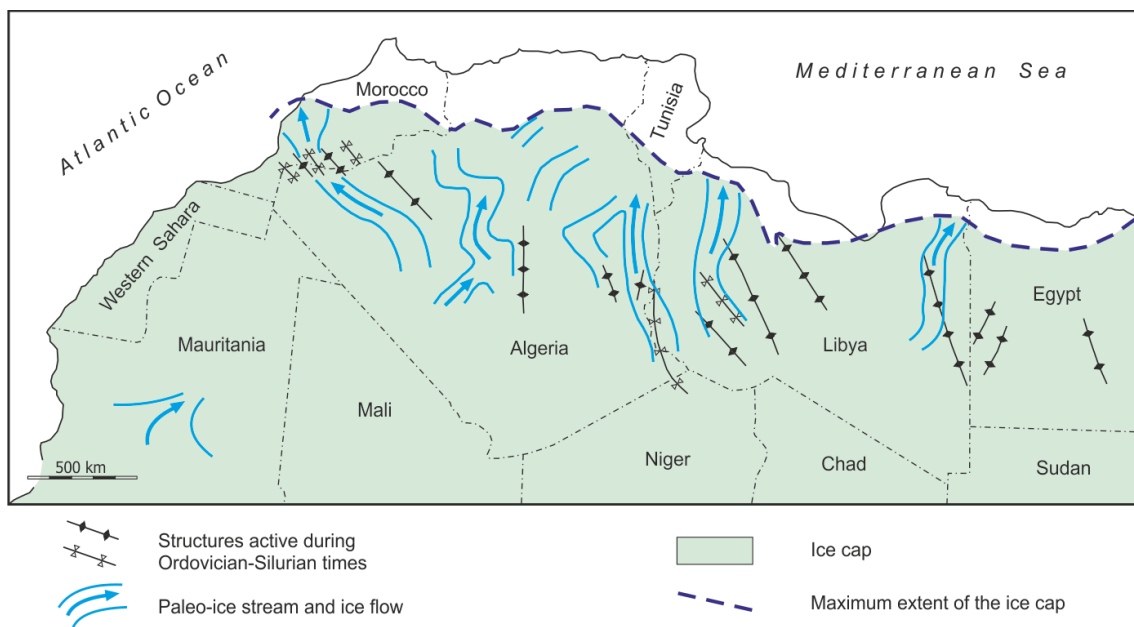 Atlantic Ocean
Mediterranean Sea
Morocco
Tunisia
Western Sahara
Mauritania
Algeria
Libya
Egypt
Mali
Niger
Chad
Sudan
500 km
Structures active during
Ordovician-Silurian times
Paleo-ice stream and ice flow
Ice cap
Maximum extent of the ice cap